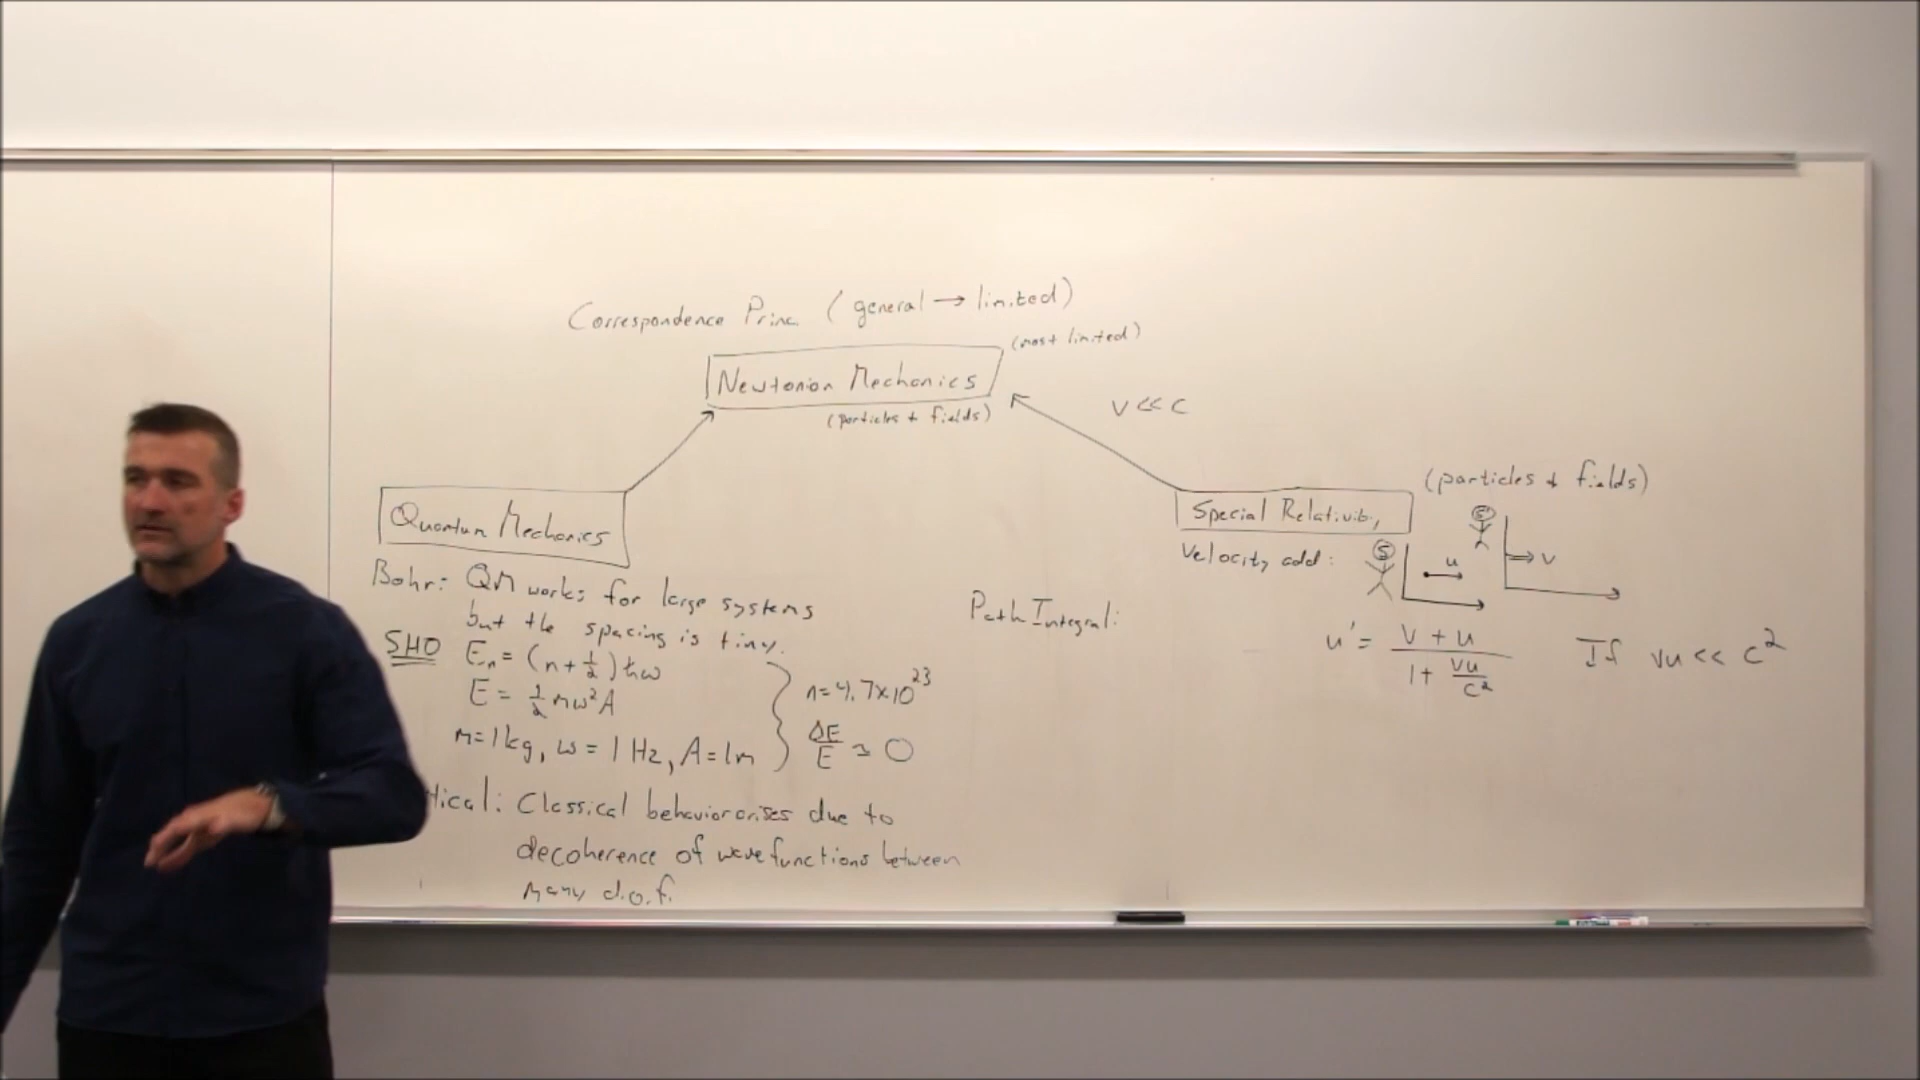 Correspondence Princ. (general → limited)
(most limited)
Newtonian Mechanics
(particles + fields)
v << c
Quantum Mechanics
Bohr: QM works for large systems
but the spacing is tiny.
SHO Eₙ = (n + 1/2) ħω
E = 1/2 mω²A
m = 1 kg, ω = 1 Hz, A = 1m
n = 4.7 x 10²³
ΔE/E ≈ 0
tical: Classical behavior arises due to
decoherence of wavefunctions between
many d.o.f.
Path Integral:
(particles + fields)
Special Relativity
Velocity add:
S
u
S'
v
u' = (v + u)/(1 + vu/c²)
If vu << c²